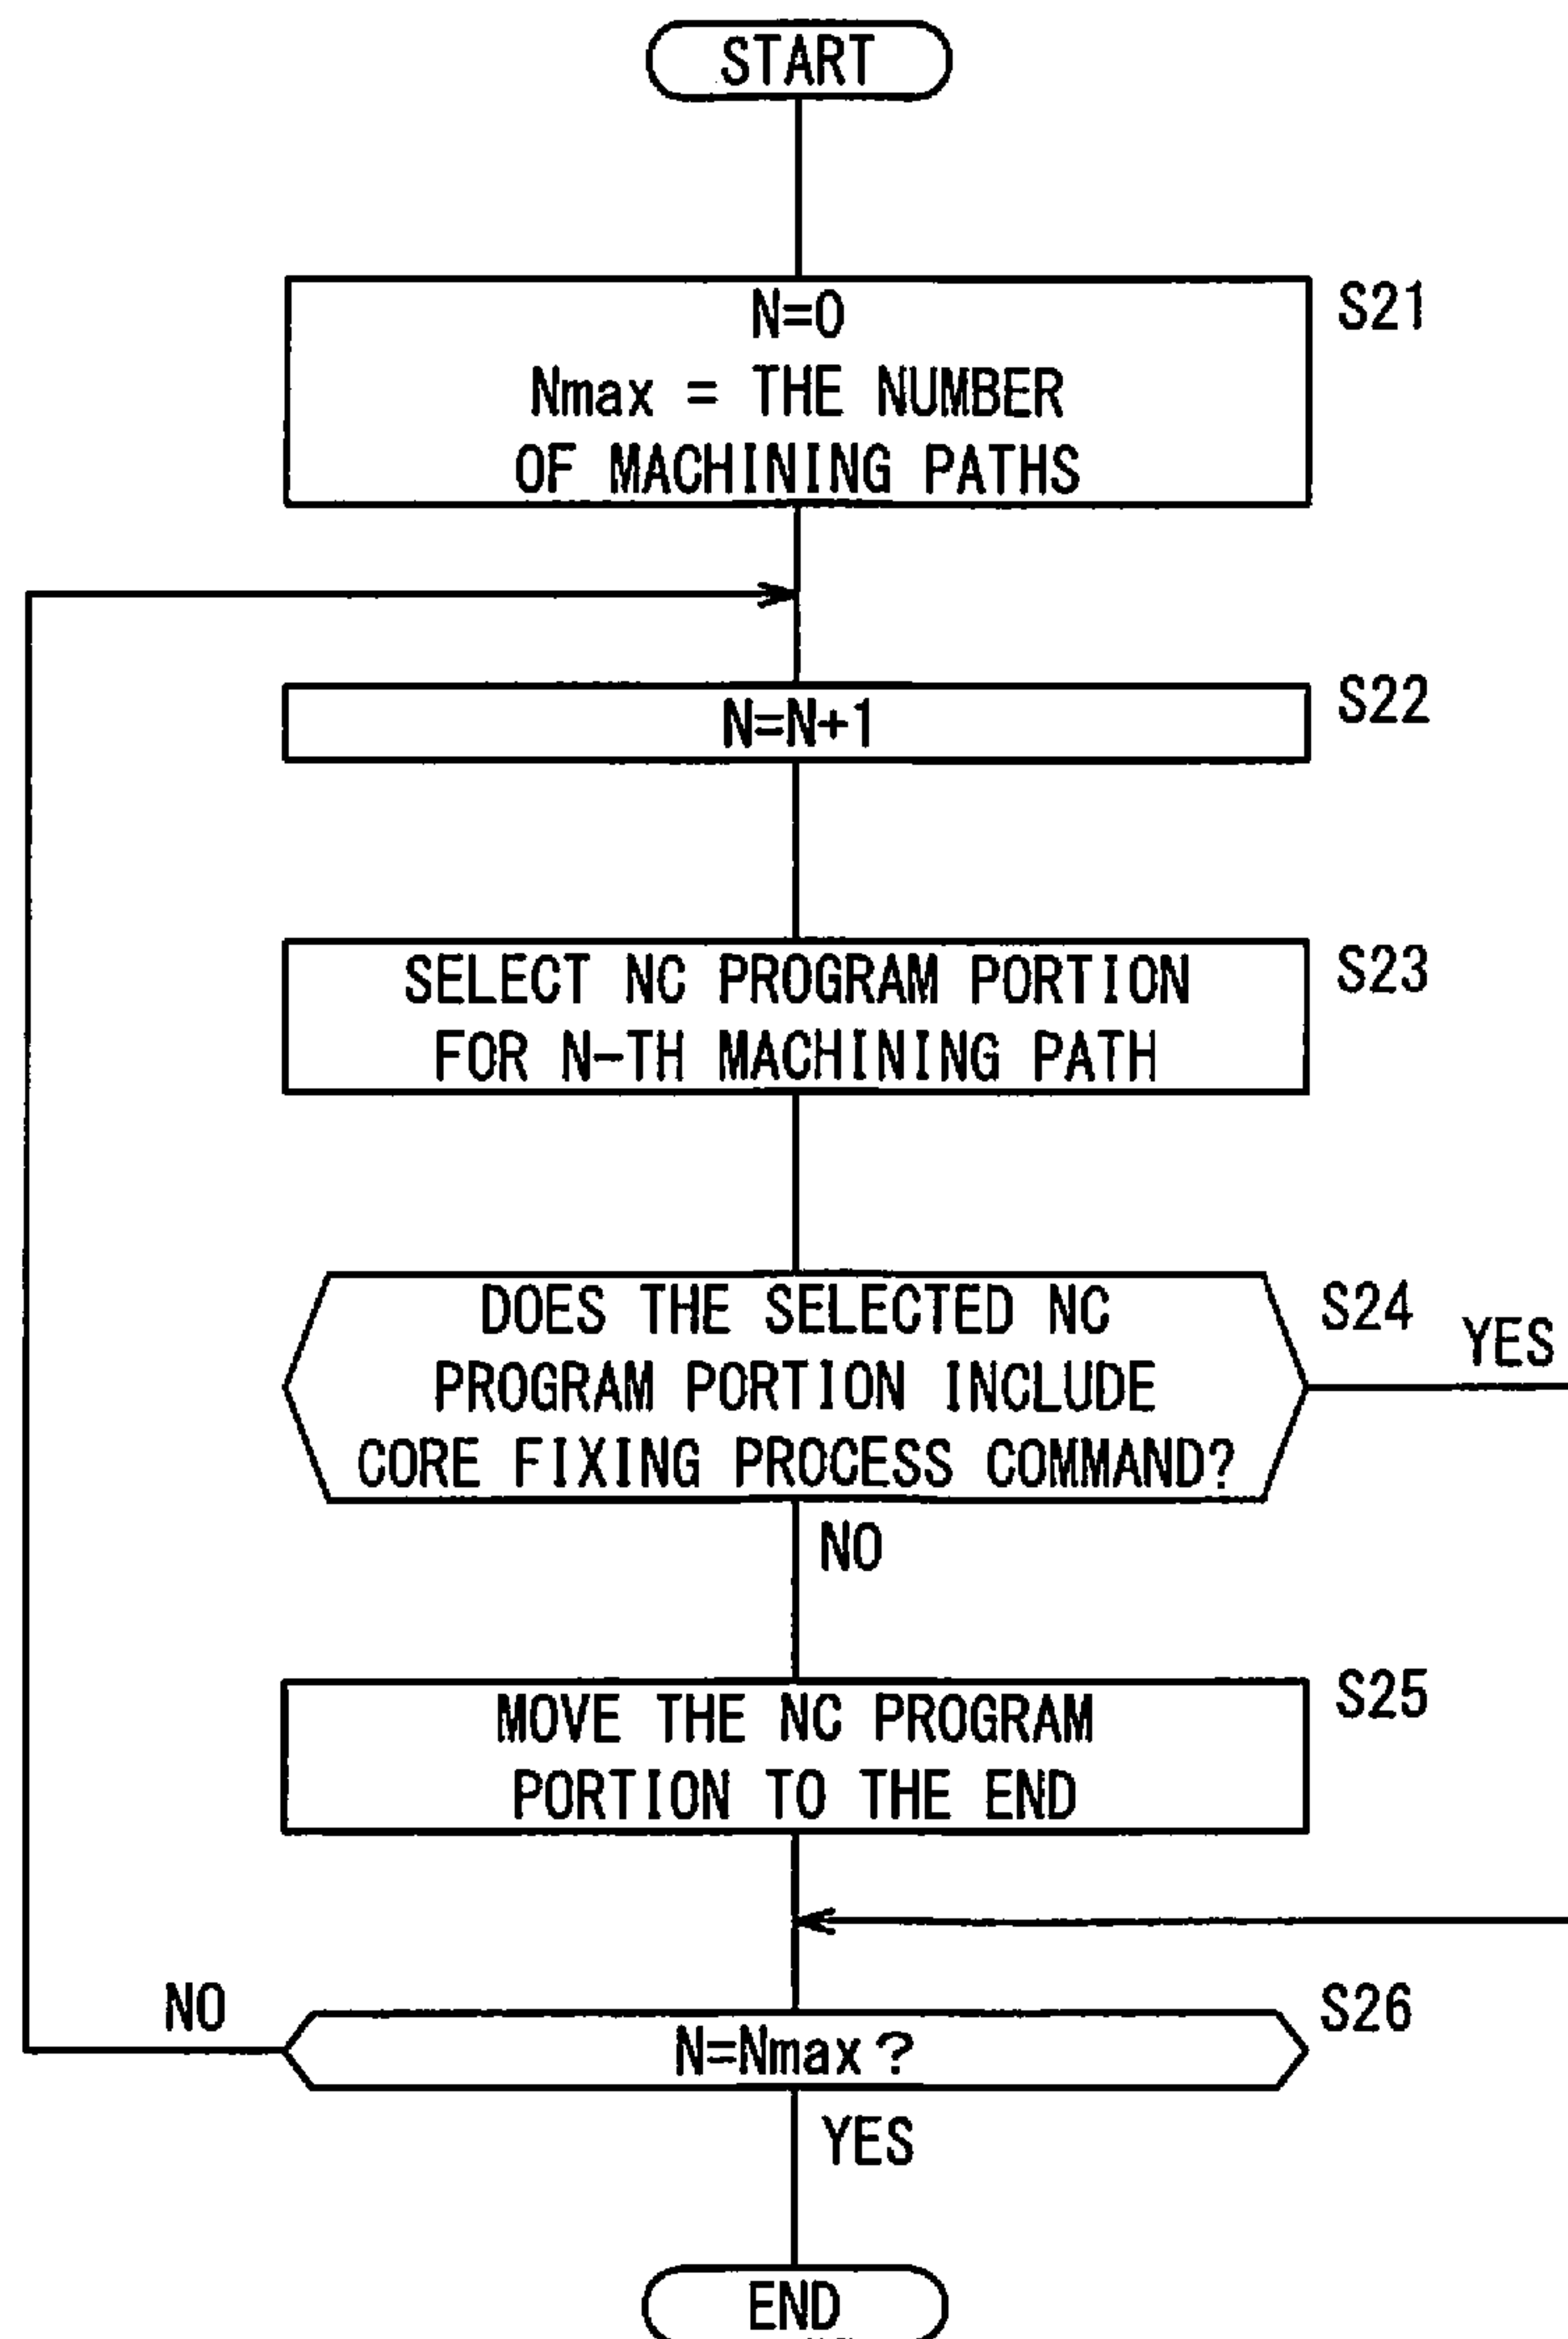 START
N=0
Nmax = THE NUMBER
OF MACHINING PATHS
S21
N=N+1
S22
SELECT NC PROGRAM PORTION
FOR N-TH MACHINING PATH
S23
DOES THE SELECTED NC
PROGRAM PORTION INCLUDE
CORE FIXING PROCESS COMMAND?
S24
YES
NO
MOVE THE NC PROGRAM
PORTION TO THE END
S25
NO
N=Nmax?
S26
YES
END